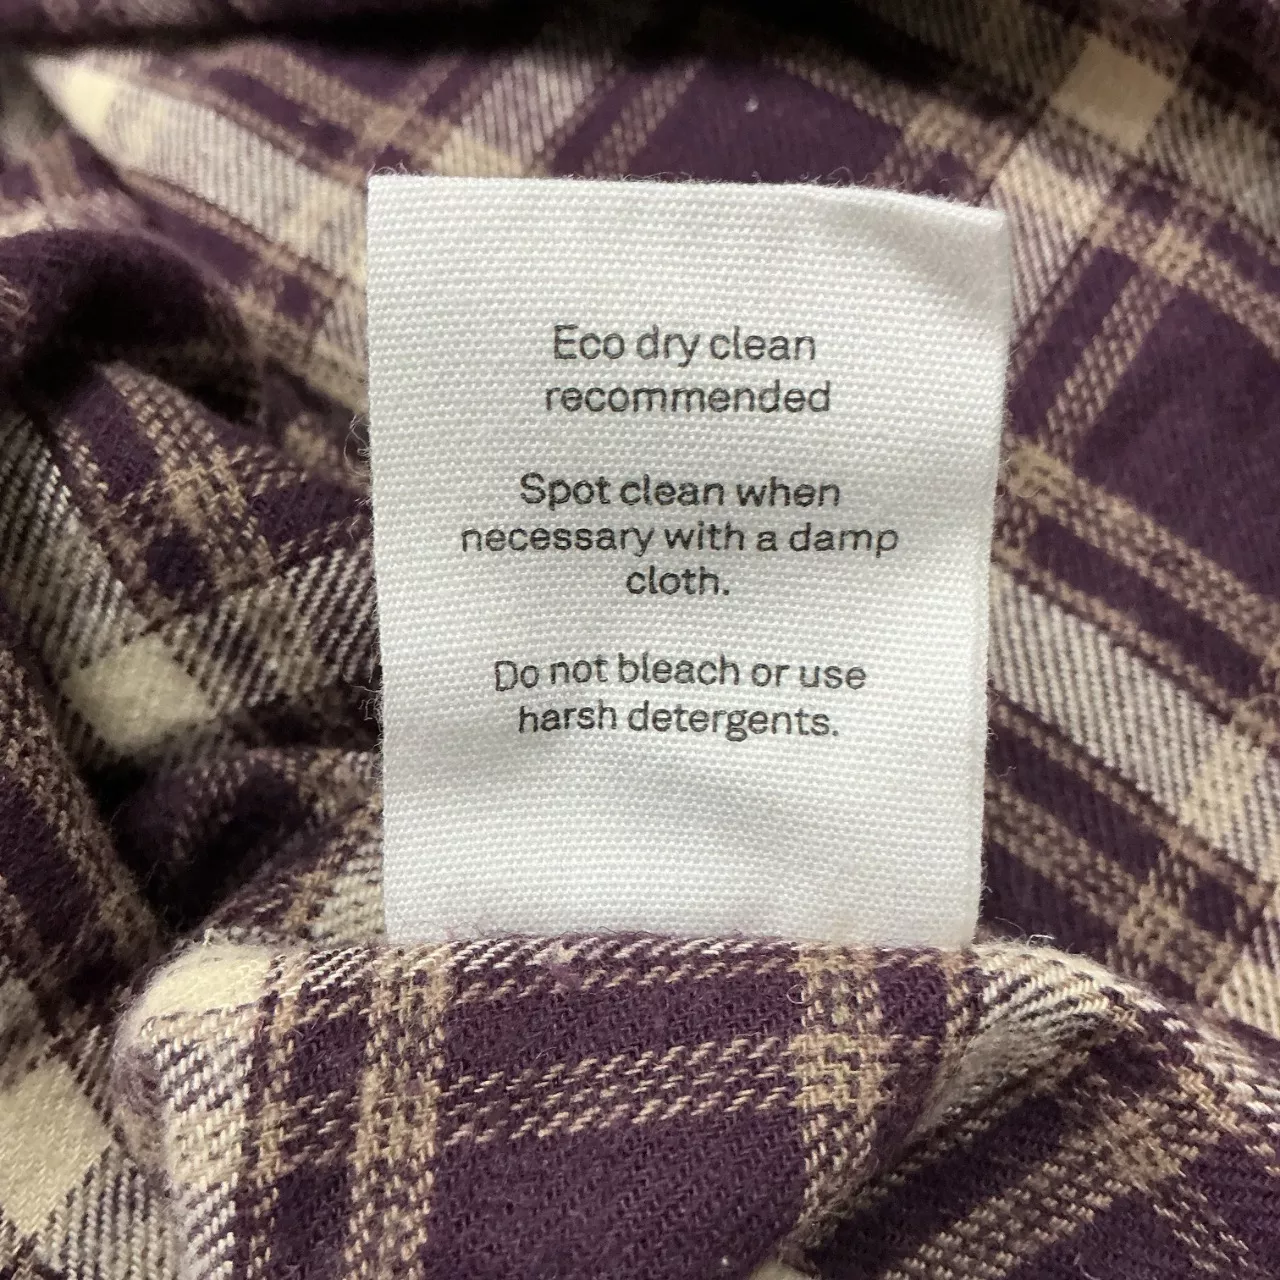 Eco dry clean
recommended
Spot clean when
necessary with a damp
cloth.
Do not bleach or use
harsh detergents.